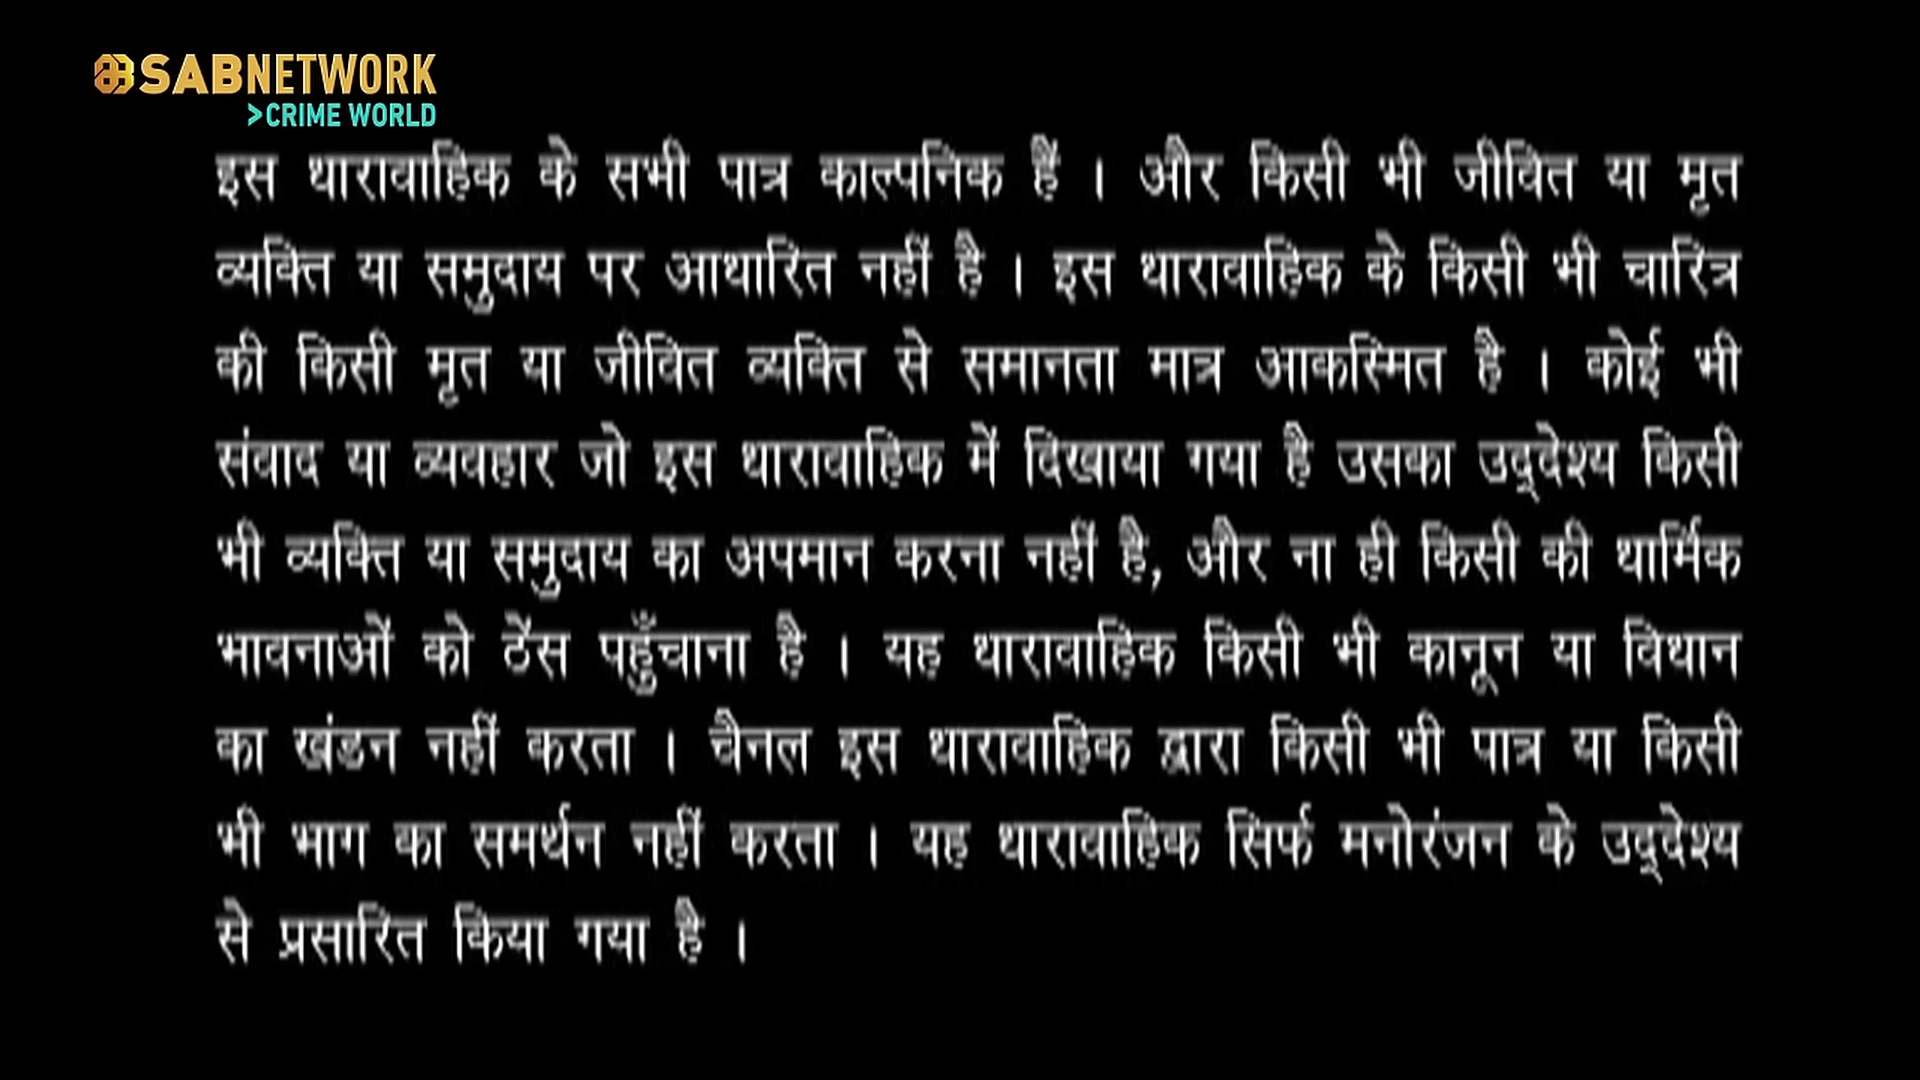 SABNETWORK
>CRIME WORLD
इस धारावाहिक के सभी पात्र काल्पनिक हैं । और किसी भी जीवित या मृत
व्यक्ति या समुदाय पर आधारित नहीं है । इस धारावाहिक के किसी भी चारित्र
की किसी मृत या जीवित व्यक्ति से समानता मात्र आकस्मित है । कोई भी
संवाद या व्यवहार जो इस धारावाहिक में दिखाया गया है उसका उद्देश्य किसी
भी व्यक्ति या समुदाय का अपमान करना नहीं है, और ना ही किसी की धार्मिक
भावनाओं को ठेंस पहुँचाना है । यह धारावाहिक किसी भी कानून या विधान
का खंडन नहीं करता । चैनल इस धारावाहिक द्वारा किसी भी पात्र या किसी
भी भाग का समर्थन नहीं करता । यह धारावाहिक सिर्फ मनोरंजन के उद्देश्य
से प्रसारित किया गया है ।